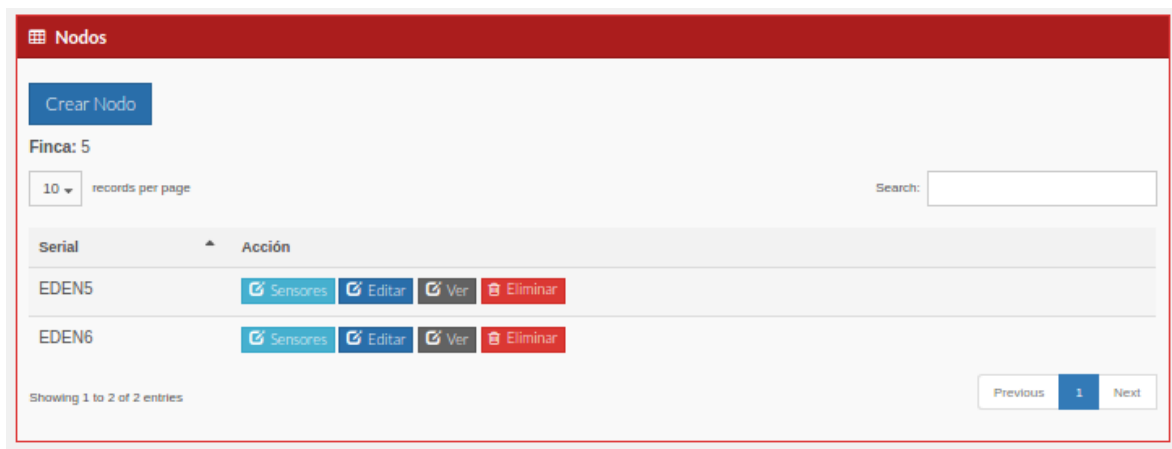 Nodos
Crear Nodo
Finca: 5
10 records per page Search:
Serial Acción
EDEN5 Sensores Editar Ver Eliminar
EDEN6 Sensores Editar Ver Eliminar
Showing 1 to 2 of 2 entries Previous 1 Next